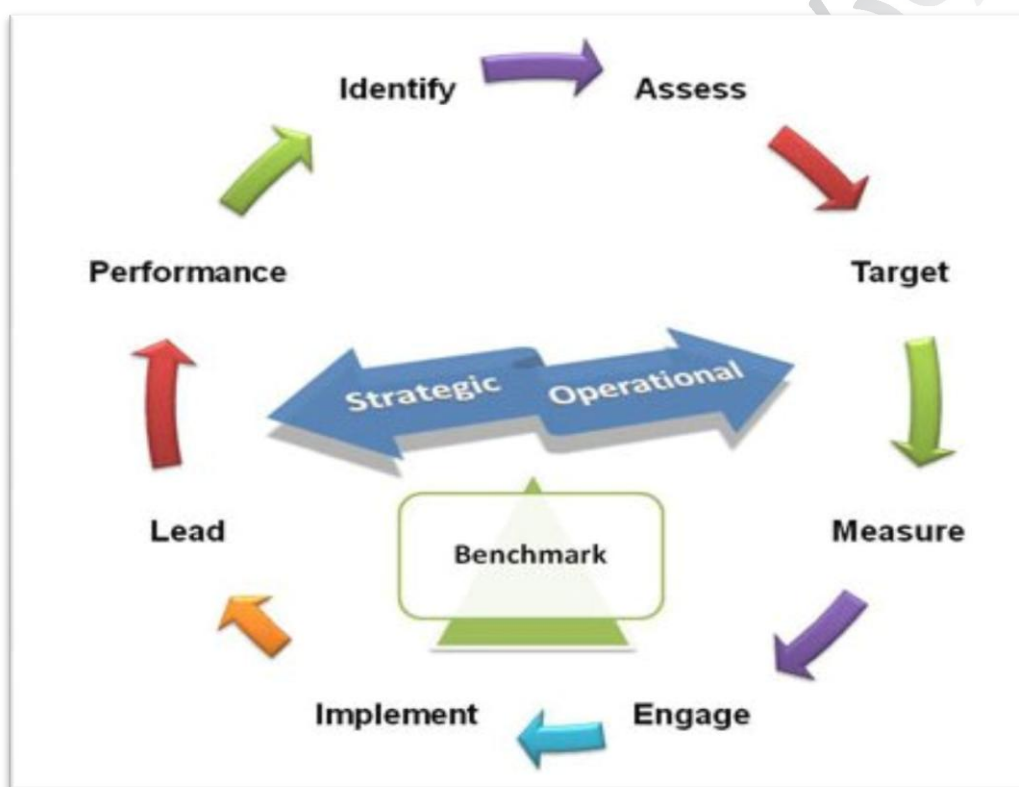 Identify
Assess
Target
Measure
Engage
Implement
Lead
Performance
Strategic
Operational
Benchmark